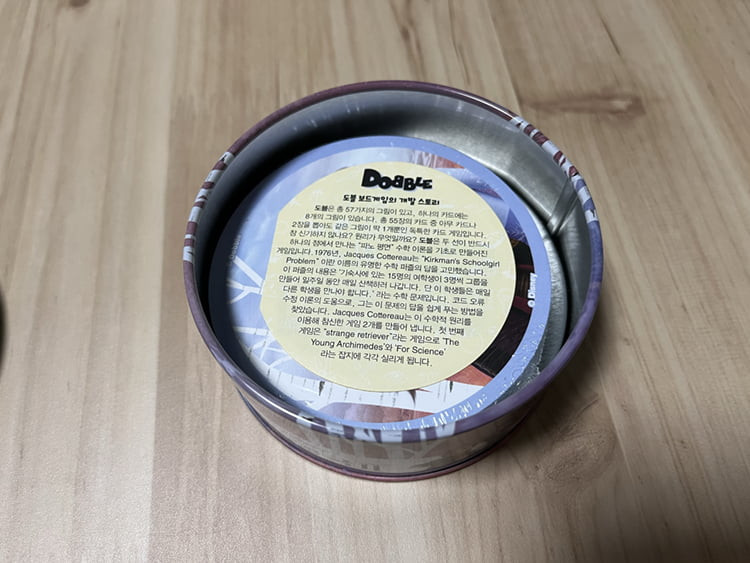 DOBBLE
도블 보드게임의 개발 스토리
도블은 총 57가지의 그림이 있고, 하나의 카드에는
8개의 그림이 있습니다. 총 55장의 카드 중 아무 카드나
2장을 뽑아도 같은 그림이 딱 1개뿐인 독특한 카드 게임입니다.
참 신기하지 않나요? 원리가 무엇일까요? 도블은 두 선이 반드시
하나의 점에서 만나는 "파노 평면" 수학 이론을 기초로 만들어진
게임입니다.1976년, Jacques Cottereau는 "Kirkman's Schoolgirl
Problem" 이란 이름의 유명한 수학 퍼즐의 답을 고민했습니다.
이 퍼즐의 내용은 "기숙사에 있는 15명의 여학생이 3명씩 그룹을
만들어 일주일 동안 매일 산책하러 나갑니다. 단 이 학생들은 매일
다른 학생을 만나야 합니다." 라는 수학 문제입니다. 코드 오류
수정 이론의 도움으로, 그는 이 문제의 답을 쉽게 푸는 방법을
찾았습니다. Jacques Cottereau는 이 수학적 원리를
이용해 참신한 게임 2개를 만들어 냅니다. 첫 번째
게임은 "strange retriever"라는 게임으로 'The
Young Archimedes'와 'For Science'
라는 잡지에 각각 실리게 됩니다.
© Disney